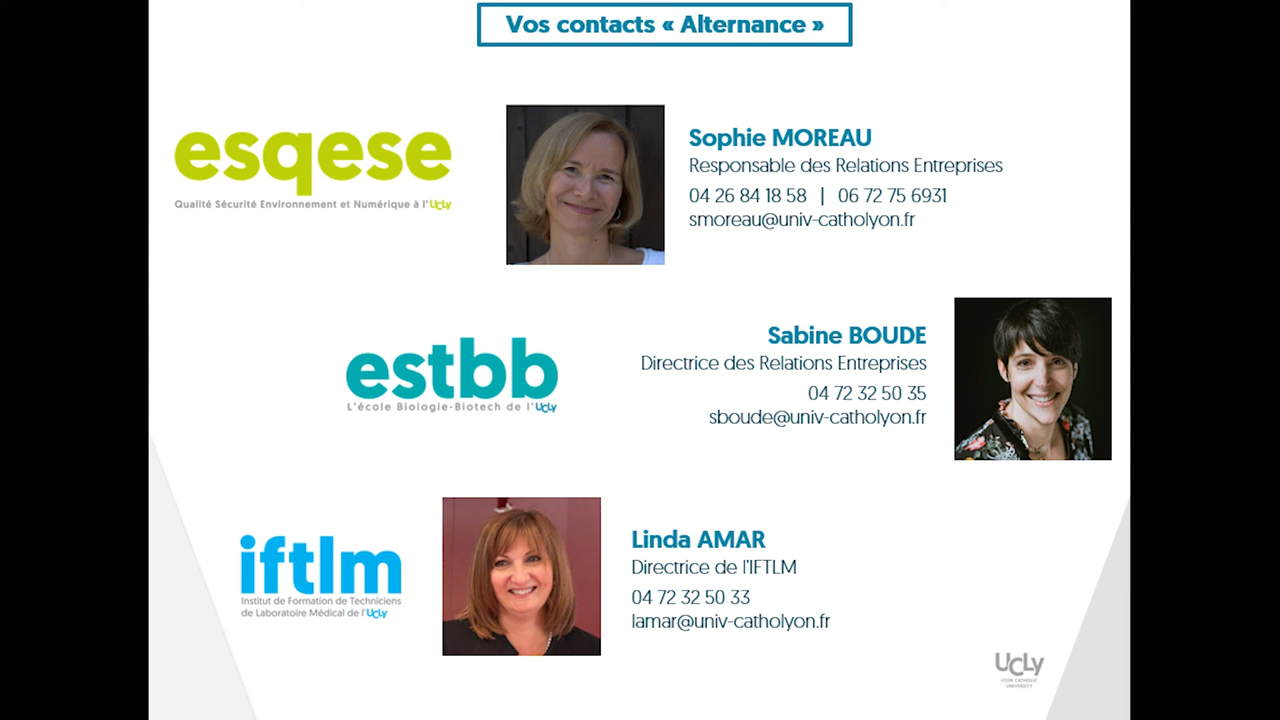 Vos contacts « Alternance »
esqese
Qualité Sécurité Environnement et Numérique à l'UCLy
Sophie MOREAU
Responsable des Relations Entreprises
04 26 84 18 58 | 06 72 75 6931
smoreau@univ-catholyon.fr
estbb
L'école Biologie-Biotech de l'UCLy
Sabine BOUDE
Directrice des Relations Entreprises
04 72 32 50 35
sboude@univ-catholyon.fr
iftlm
Institut de Formation de Techniciens
de Laboratoire Médical de l'UCLy
Linda AMAR
Directrice de l'IFTLM
04 72 32 50 33
lamar@univ-catholyon.fr
UCLy
LYON CATHOLIC
UNIVERSITY